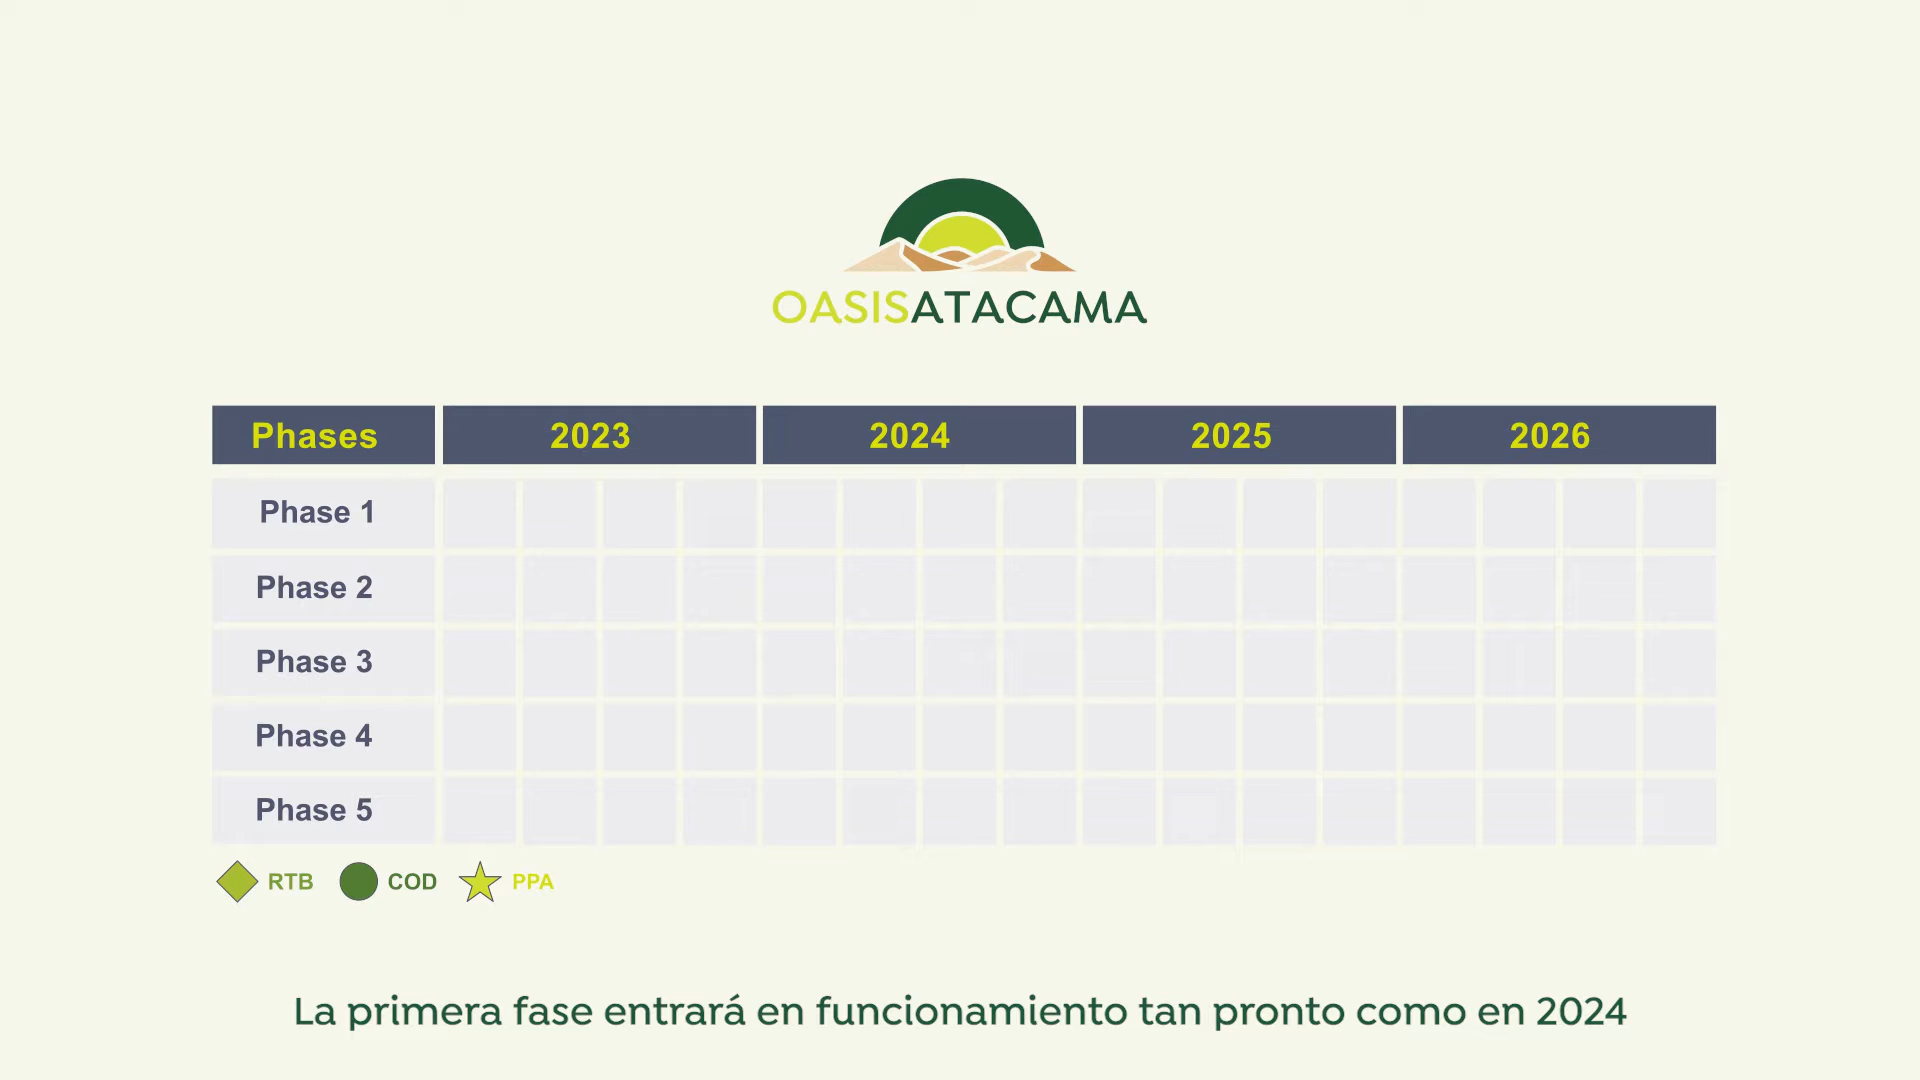 OASISATACAMA
Phases 2023 2024 2025 2026
Phase 1
Phase 2
Phase 3
Phase 4
Phase 5
RTB COD PPA
La primera fase entrará en funcionamiento tan pronto como en 2024